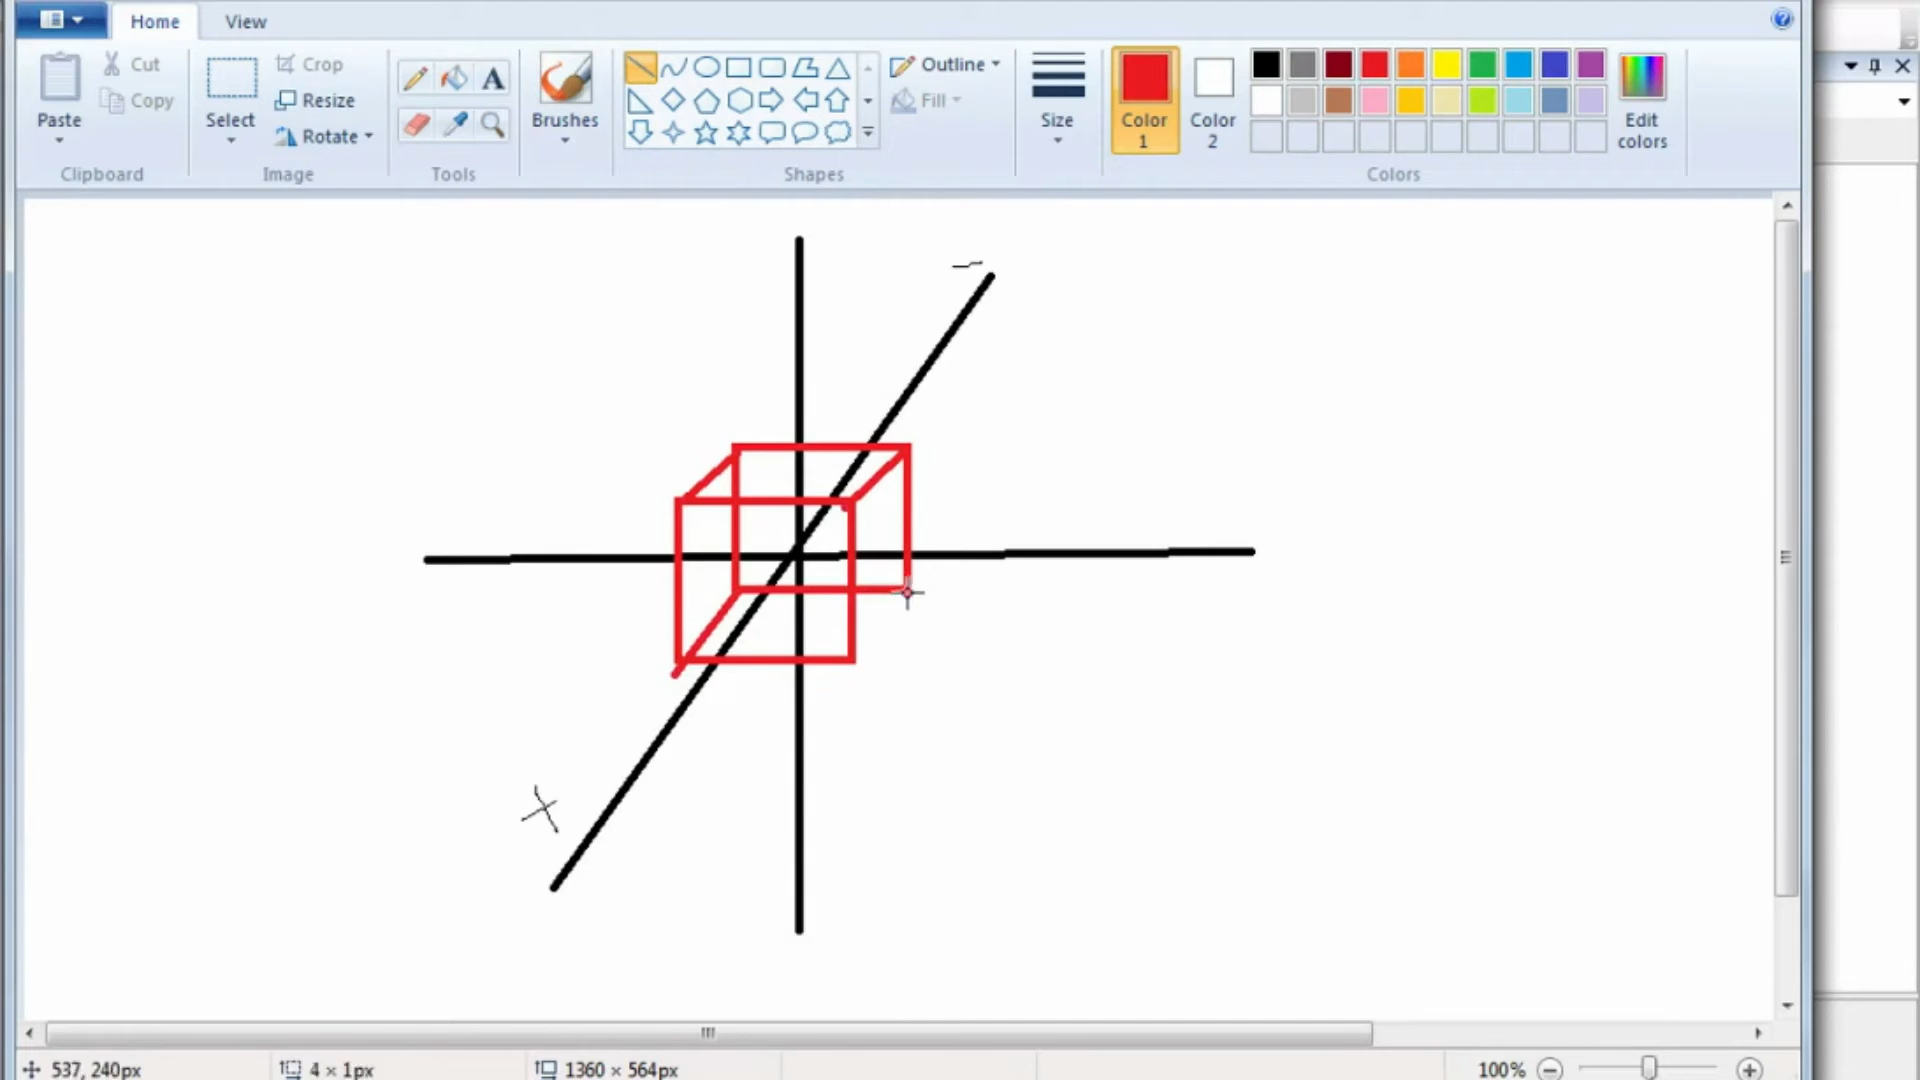 Home View
Cut
Copy
Paste
Clipboard
Select
Crop
Resize
Rotate
Image
A
Tools
Brushes
Shapes
Outline
Fill
Size
Color 1
Color 2
Edit colors
Colors
537, 240px 4 × 1px 1360 × 564px 100%